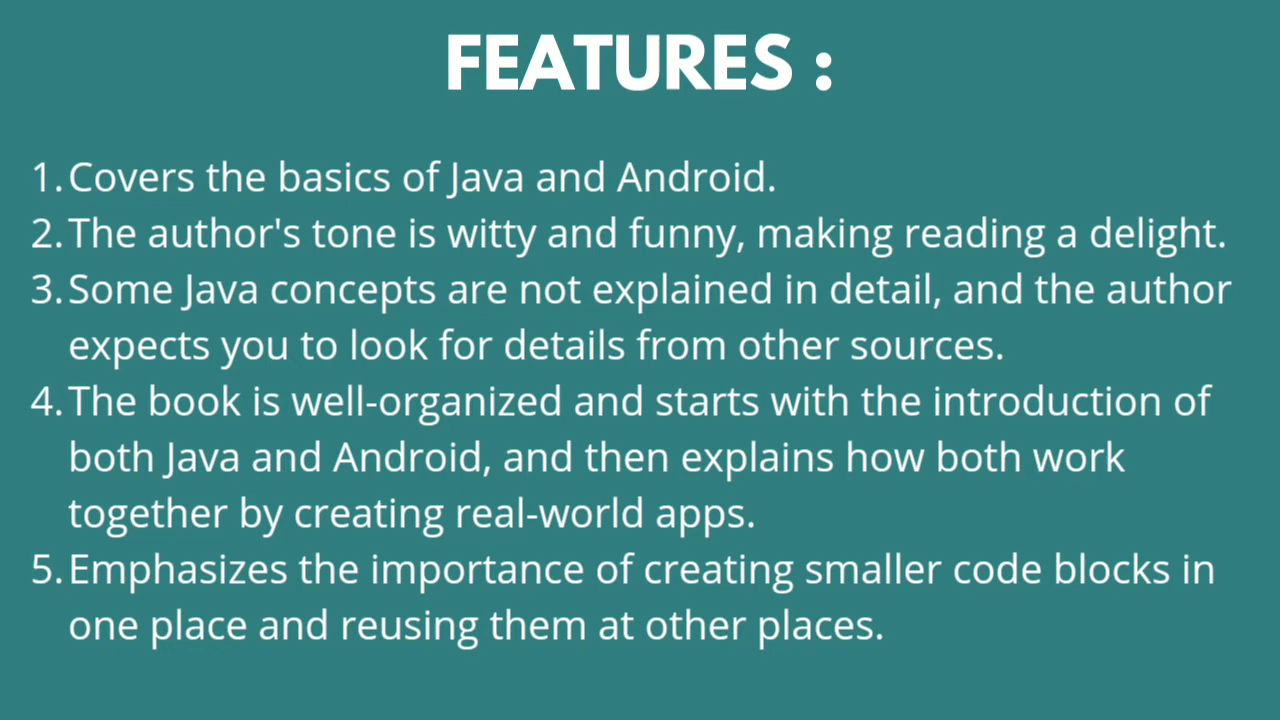 FEATURES :
1. Covers the basics of Java and Android.
2. The author's tone is witty and funny, making reading a delight.
3. Some Java concepts are not explained in detail, and the author
expects you to look for details from other sources.
4. The book is well-organized and starts with the introduction of
both Java and Android, and then explains how both work
together by creating real-world apps.
5. Emphasizes the importance of creating smaller code blocks in
one place and reusing them at other places.